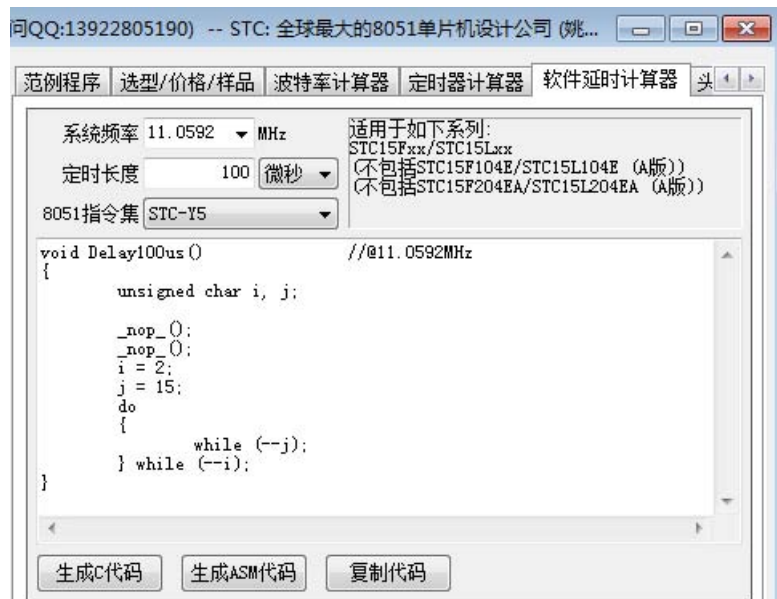 问QQ:13922805190) -- STC: 全球最大的8051单片机设计公司 (姚...
范例程序 选型/价格/样品 波特率计算器 定时器计算器 软件延时计算器 头
系统频率 11.0592 MHz
定时长度 100 微秒
8051指令集 STC-Y5
适用于如下系列:
STC15Fxx/STC15Lxx
(不包括STC15F104E/STC15L104E (A版))
(不包括STC15F204EA/STC15L204EA (A版))
void Delay100us() //@11.0592MHz
{
unsigned char i, j;
_nop_();
_nop_();
i = 2;
j = 15;
do
{
while (--j);
} while (--i);
}
生成C代码 生成ASM代码 复制代码